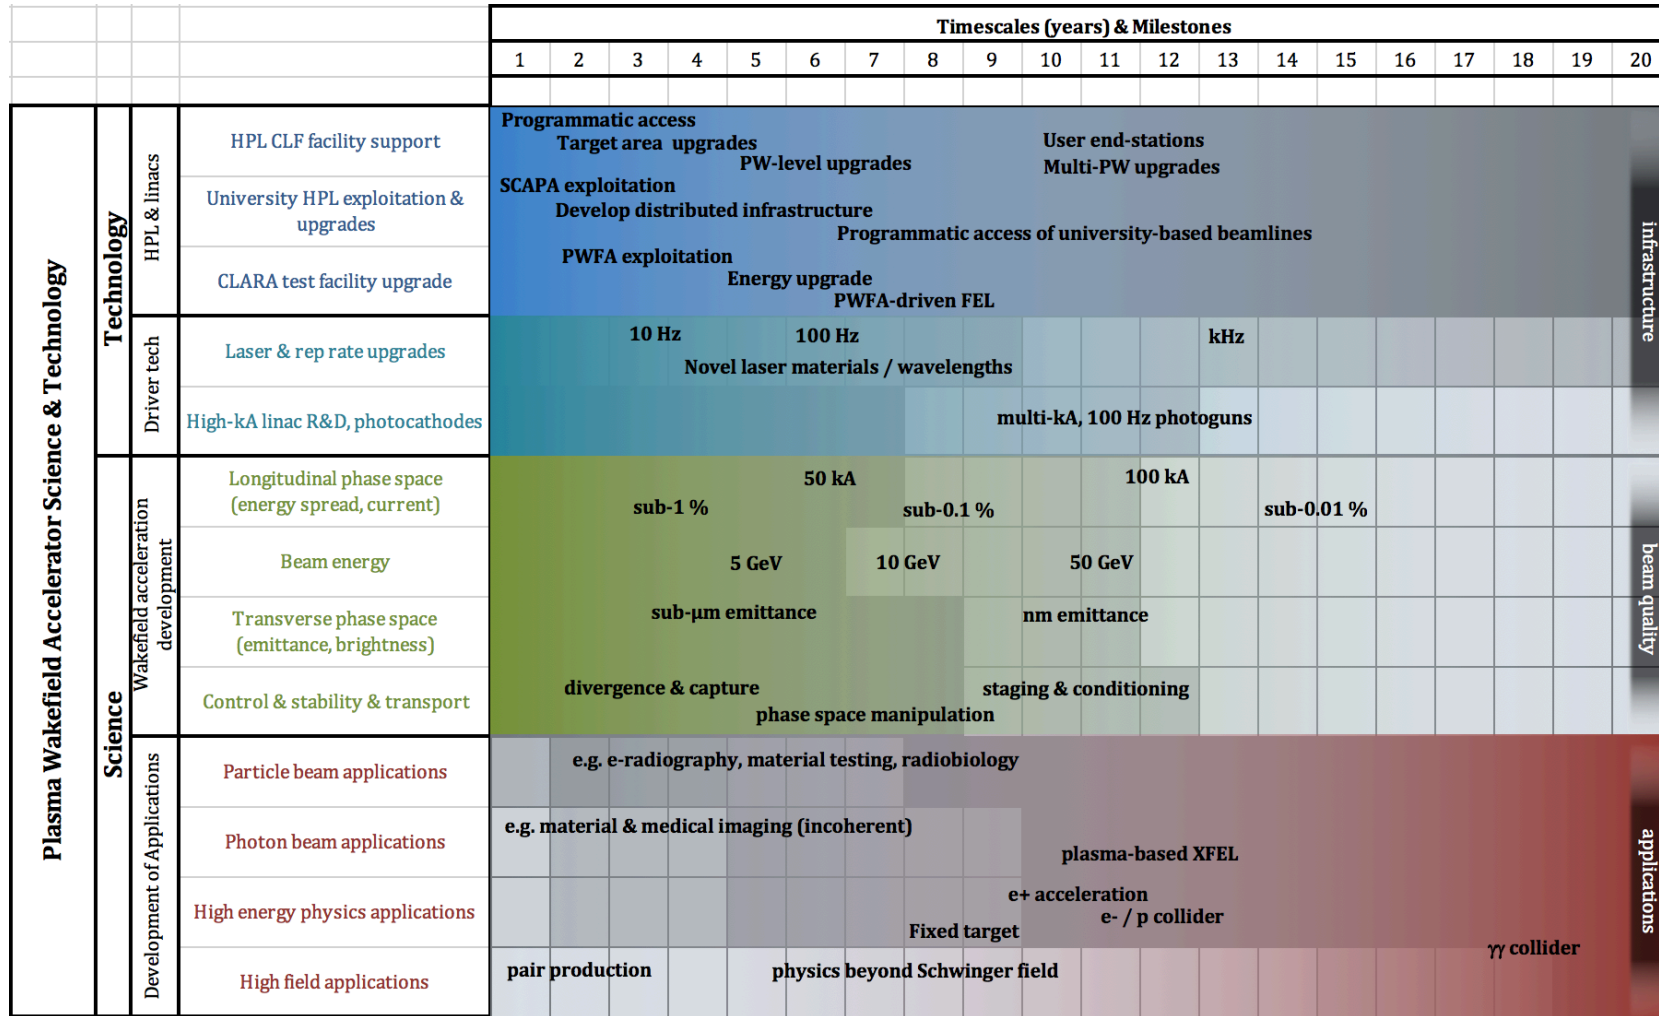 Timescales (years) & Milestones
1 2 3 4 5 6 7 8 9 10 11 12 13 14 15 16 17 18 19 20
Plasma Wakefield Accelerator Science & Technology
Technology
HPL & linacs
HPL CLF facility support
Programmatic access
Target area upgrades
User end-stations
PW-level upgrades
Multi-PW upgrades
University HPL exploitation &
upgrades
SCAPA exploitation
Develop distributed infrastructure
Programmatic access of university-based beamlines
CLARA test facility upgrade
PWFA exploitation
Energy upgrade
PWFA-driven FEL
infrastructure
Driver tech
Laser & rep rate upgrades
10 Hz
100 Hz
kHz
Novel laser materials / wavelengths
High-kA linac R&D, photocathodes
multi-kA, 100 Hz photoguns
Science
Wakefield acceleration
development
Longitudinal phase space
(energy spread, current)
50 kA
100 kA
sub-1 %
sub-0.1 %
sub-0.01 %
Beam energy
5 GeV
10 GeV
50 GeV
beam quality
Transverse phase space
(emittance, brightness)
sub-µm emittance
nm emittance
Control & stability & transport
divergence & capture
staging & conditioning
phase space manipulation
Development of Applications
Particle beam applications
e.g. e-radiography, material testing, radiobiology
Photon beam applications
e.g. material & medical imaging (incoherent)
plasma-based XFEL
applications
High energy physics applications
e+ acceleration
e- / p collider
Fixed target
γγ collider
High field applications
pair production
physics beyond Schwinger field